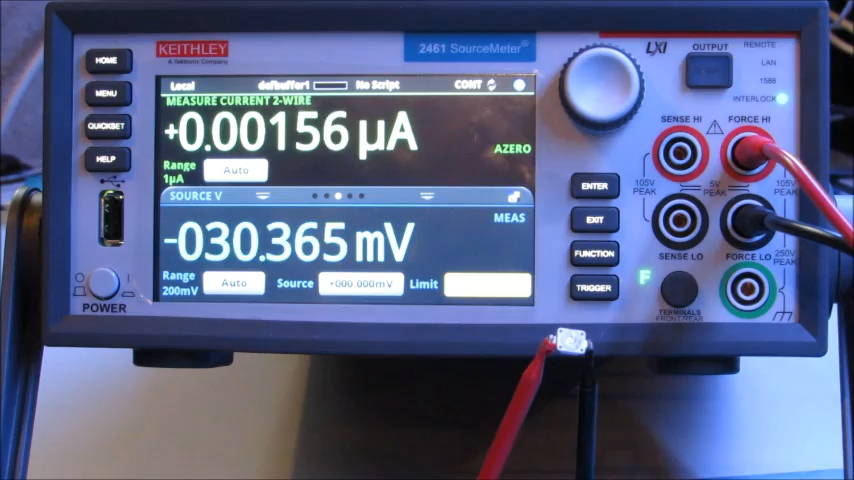 KEITHLEY
A Tektronix Company
2461 SourceMeter®
LXI
OUTPUT
REMOTE
LAN
1588
INTERLOCK
HOME
MENU
QUICKSET
HELP
POWER
Local defbuffer1 No Script CONT
MEASURE CURRENT 2-WIRE
+0.00156 µA
AZERO
Range Auto
1µA
SOURCE V
MEAS
-030.365 mV
Range Auto Source +000.000mV Limit
200mV
ENTER
EXIT
FUNCTION
TRIGGER
SENSE HI FORCE HI
105V PEAK
5V PEAK
105V PEAK
SENSE LO FORCE LO
250V PEAK
F
TERMINALS
FRONT/REAR